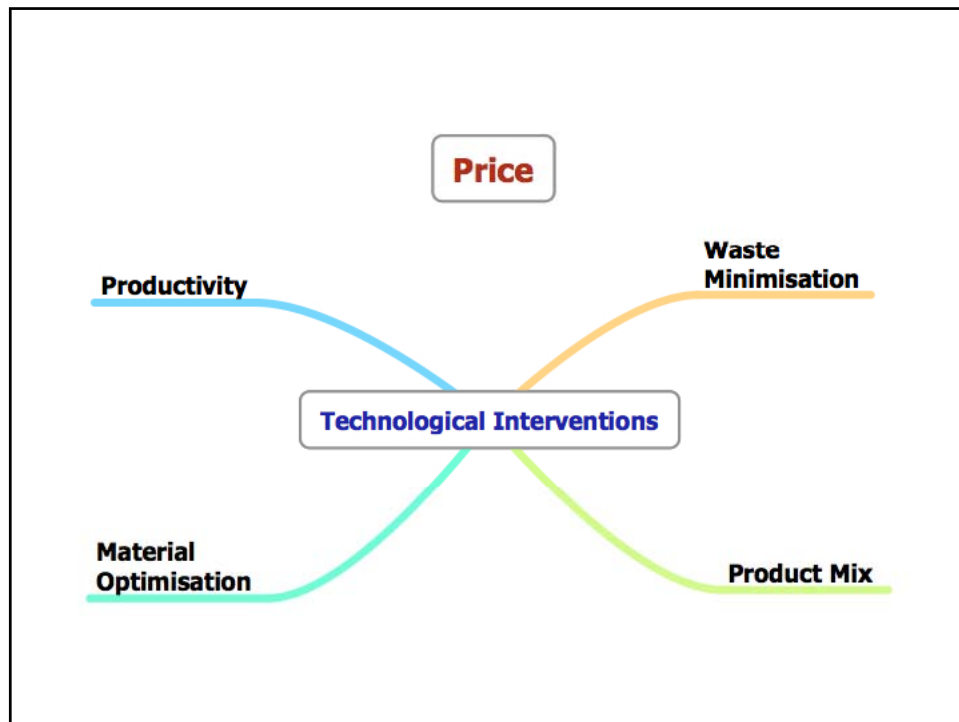 Price
Productivity
Waste
Minimisation
Technological Interventions
Material
Optimisation
Product Mix